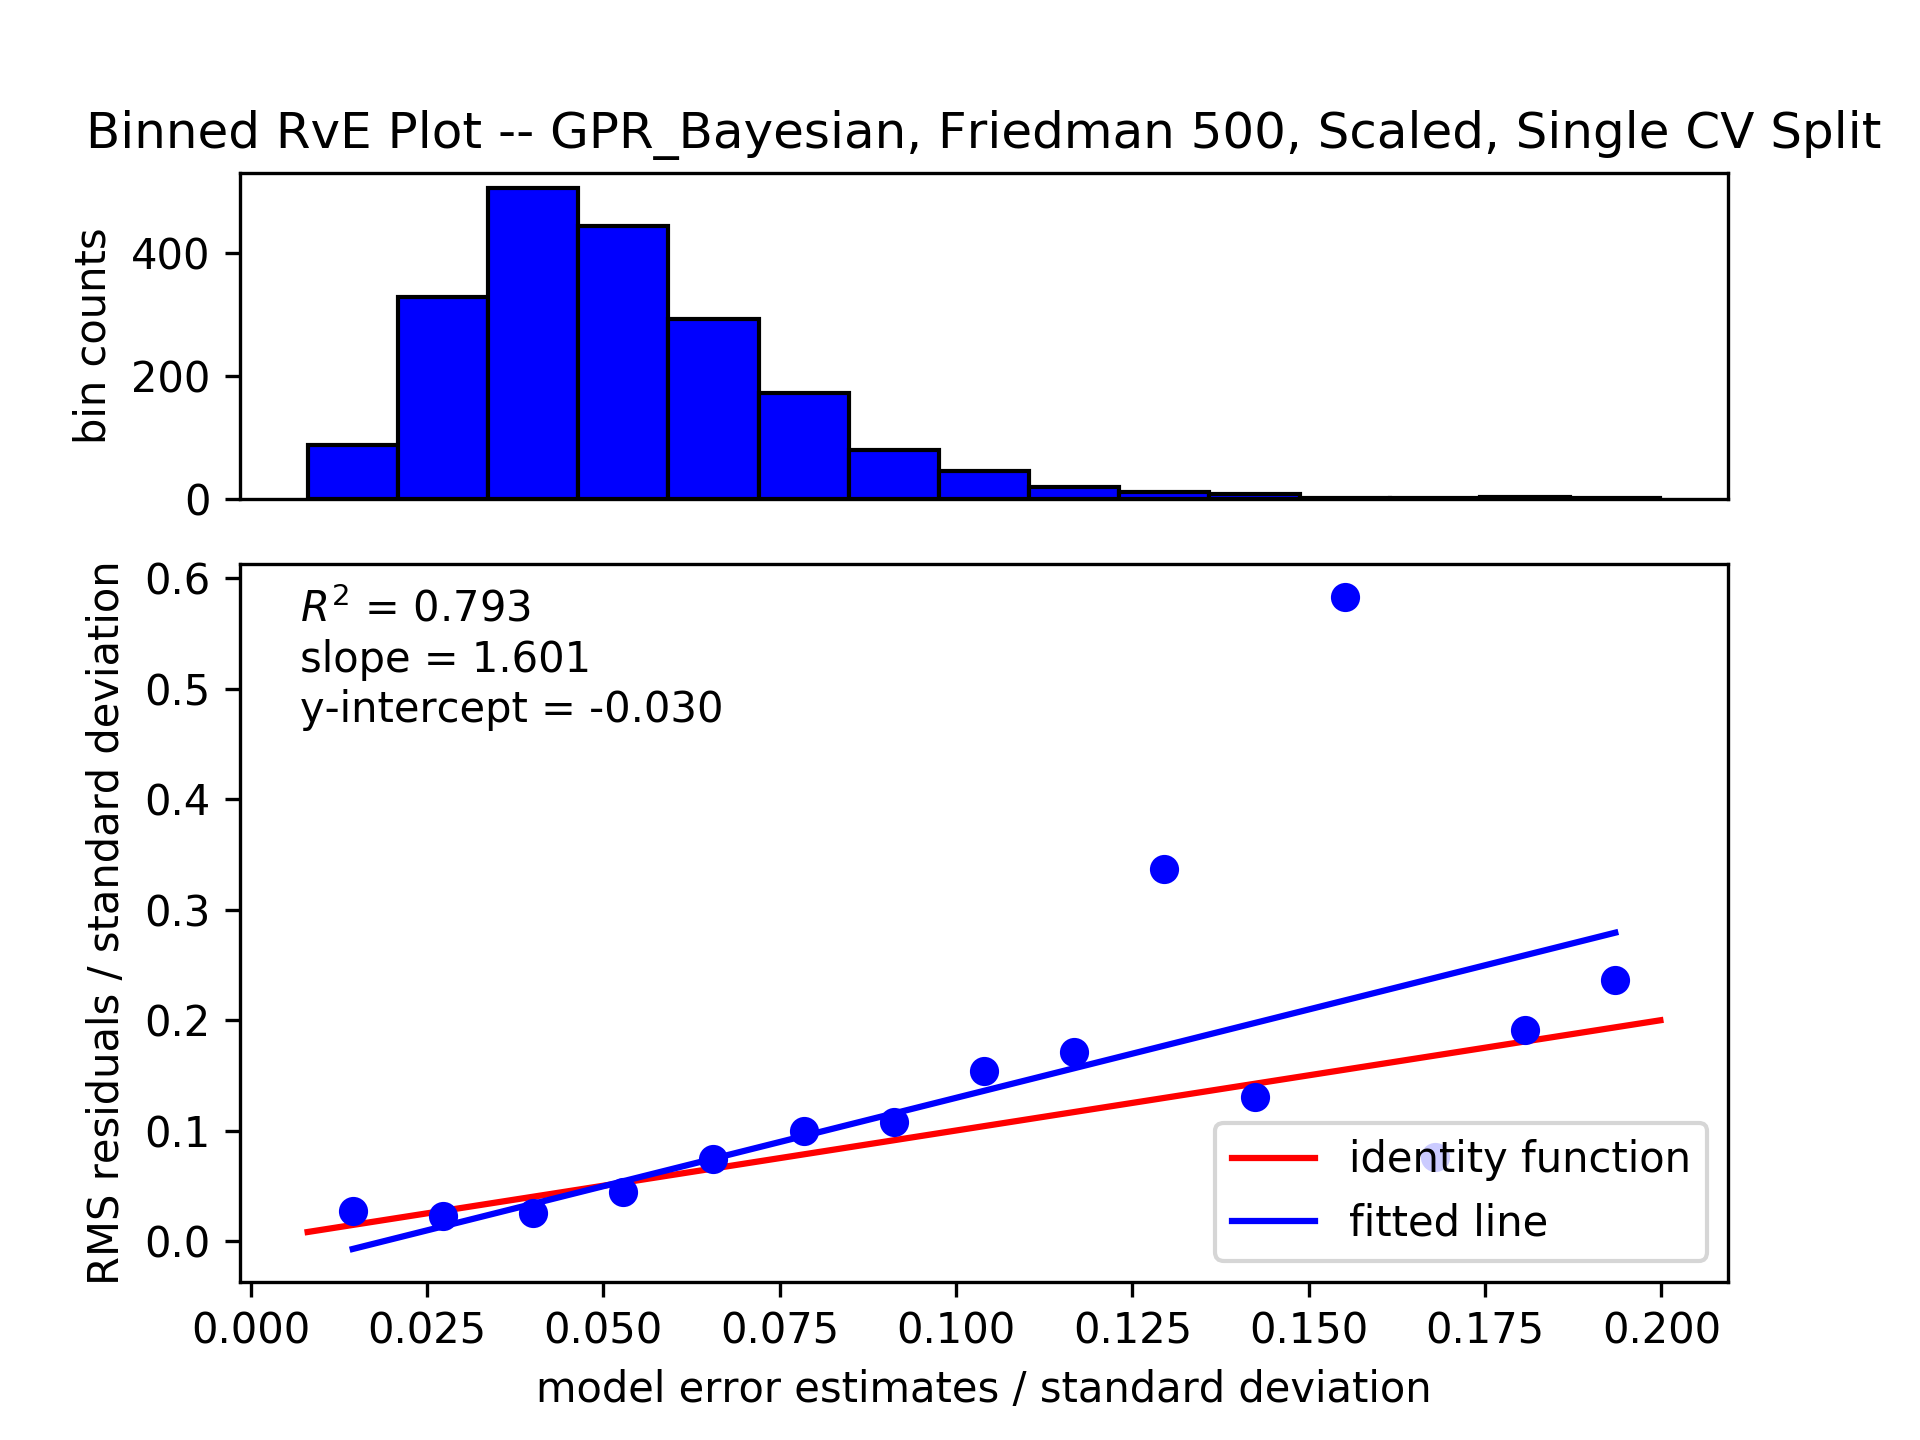 Binned RvE Plot -- GPR_Bayesian, Friedman 500, Scaled, Single CV Split
bin counts
400
200
0
RMS residuals / standard deviation
0.6
0.5
0.4
0.3
0.2
0.1
0.0
R² = 0.793
slope = 1.601
y-intercept = -0.030
identity function
fitted line
0.000 0.025 0.050 0.075 0.100 0.125 0.150 0.175 0.200
model error estimates / standard deviation